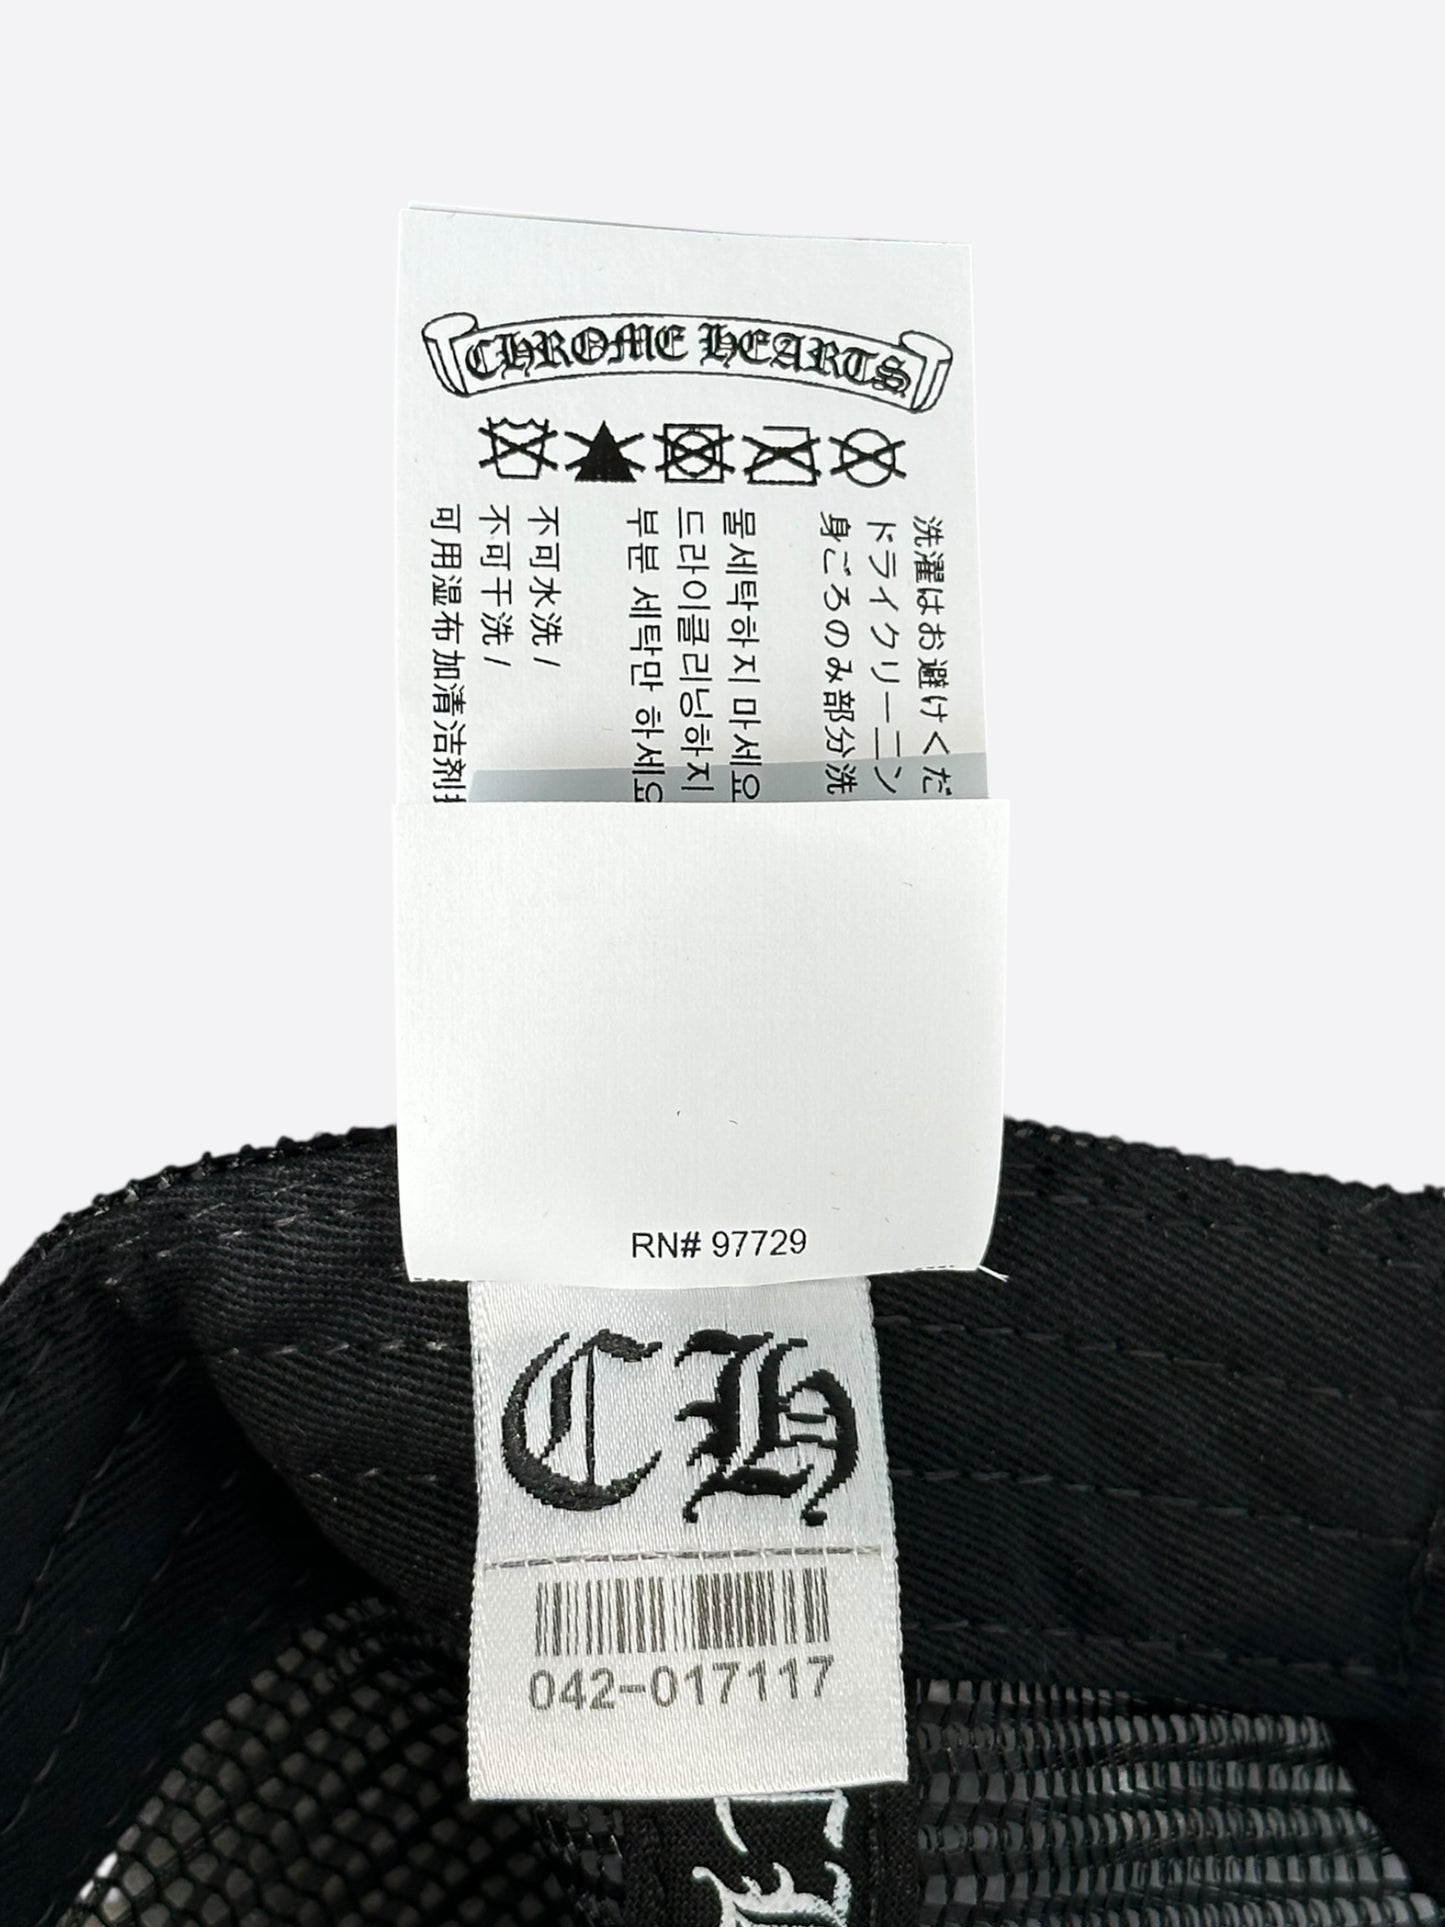 CHROME HEARTS
洗濯はお避けくだ
ドライクリーニン
身ごろのみ部分洗
물세탁하지 마세요
드라이클리닝하지
부분 세탁만 하세요
不可水洗/
不可干洗/
可用湿布加清洁剂
RN# 97729
CH
042-017117